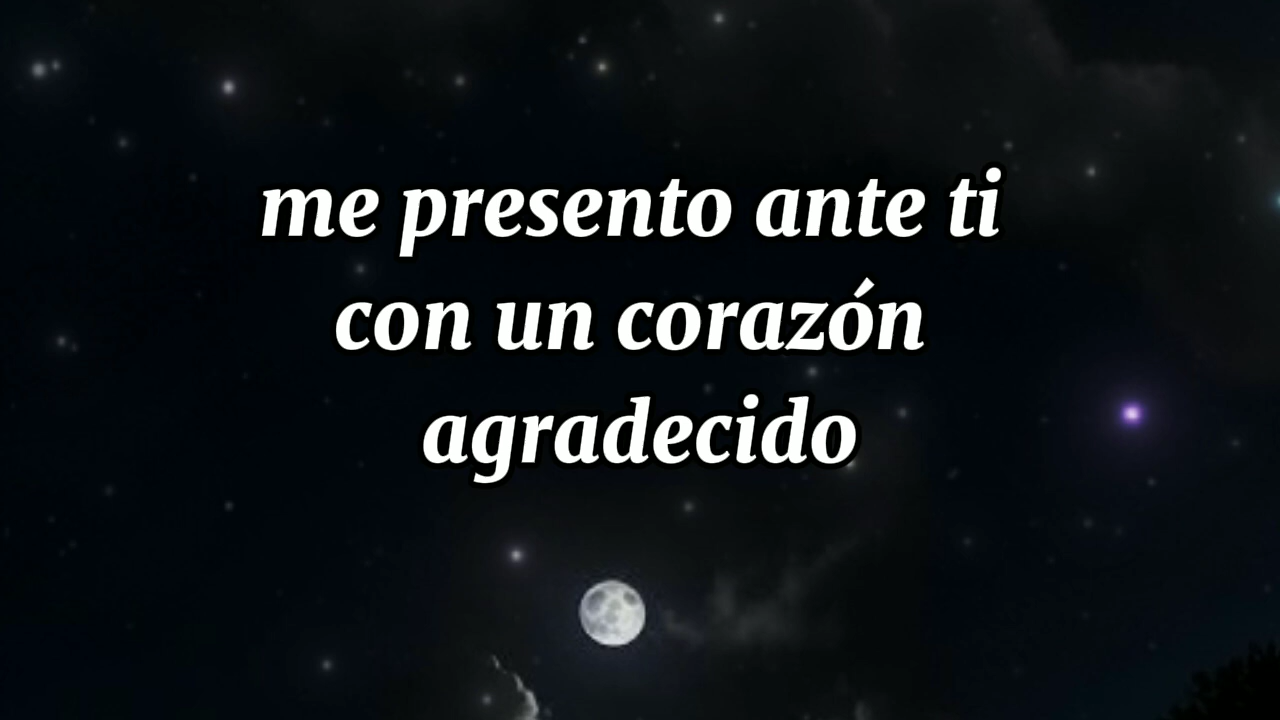 me presento ante ti
con un corazón
agradecido